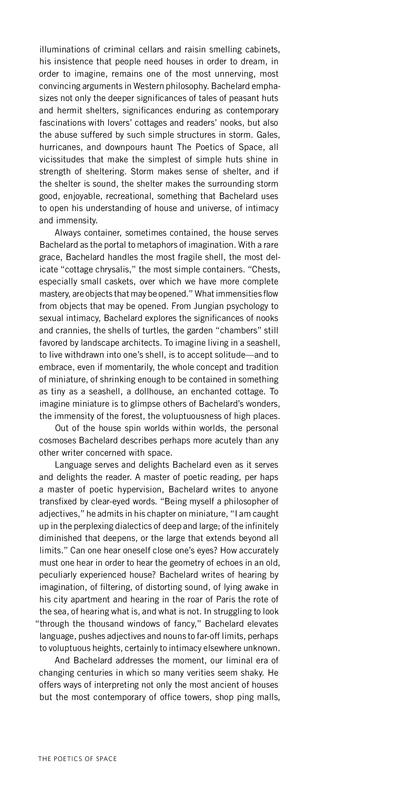 illuminations of criminal cellars and raisin smelling cabinets,
his insistence that people need houses in order to dream, in
order to imagine, remains one of the most unnerving, most
convincing arguments in Western philosophy. Bachelard empha-
sizes not only the deeper significances of tales of peasant huts
and hermit shelters, significances enduring as contemporary
fascinations with lovers' cottages and readers' nooks, but also
the abuse suffered by such simple structures in storm. Gales,
hurricanes, and downpours haunt The Poetics of Space, all
vicissitudes that make the simplest of simple huts shine in
strength of sheltering. Storm makes sense of shelter, and if
the shelter is sound, the shelter makes the surrounding storm
good, enjoyable, recreational, something that Bachelard uses
to open his understanding of house and universe, of intimacy
and immensity.
Always container, sometimes contained, the house serves
Bachelard as the portal to metaphors of imagination. With a rare
grace, Bachelard handles the most fragile shell, the most del-
icate “cottage chrysalis,” the most simple containers. “Chests,
especially small caskets, over which we have more complete
mastery, are objects that may be opened.” What immensities flow
from objects that may be opened. From Jungian psychology to
sexual intimacy, Bachelard explores the significances of nooks
and crannies, the shells of turtles, the garden “chambers” still
favored by landscape architects. To imagine living in a seashell,
to live withdrawn into one's shell, is to accept solitude—and to
embrace, even if momentarily, the whole concept and tradition
of miniature, of shrinking enough to be contained in something
as tiny as a seashell, a dollhouse, an enchanted cottage. To
imagine miniature is to glimpse others of Bachelard's wonders,
the immensity of the forest, the voluptuousness of high places.
Out of the house spin worlds within worlds, the personal
cosmoses Bachelard describes perhaps more acutely than any
other writer concerned with space.
Language serves and delights Bachelard even as it serves
and delights the reader. A master of poetic reading, per haps
a master of poetic hypervision, Bachelard writes to anyone
transfixed by clear-eyed words. “Being myself a philosopher of
adjectives,” he admits in his chapter on miniature, “I am caught
up in the perplexing dialectics of deep and large; of the infinitely
diminished that deepens, or the large that extends beyond all
limits.” Can one hear oneself close one's eyes? How accurately
must one hear in order to hear the geometry of echoes in an old,
peculiarly experienced house? Bachelard writes of hearing by
imagination, of filtering, of distorting sound, of lying awake in
his city apartment and hearing in the roar of Paris the rote of
the sea, of hearing what is, and what is not. In struggling to look
“through the thousand windows of fancy,” Bachelard elevates
language, pushes adjectives and nouns to far-off limits, perhaps
to voluptuous heights, certainly to intimacy elsewhere unknown.
And Bachelard addresses the moment, our liminal era of
changing centuries in which so many verities seem shaky. He
offers ways of interpreting not only the most ancient of houses
but the most contemporary of office towers, shop ping malls,
THE POETICS OF SPACE